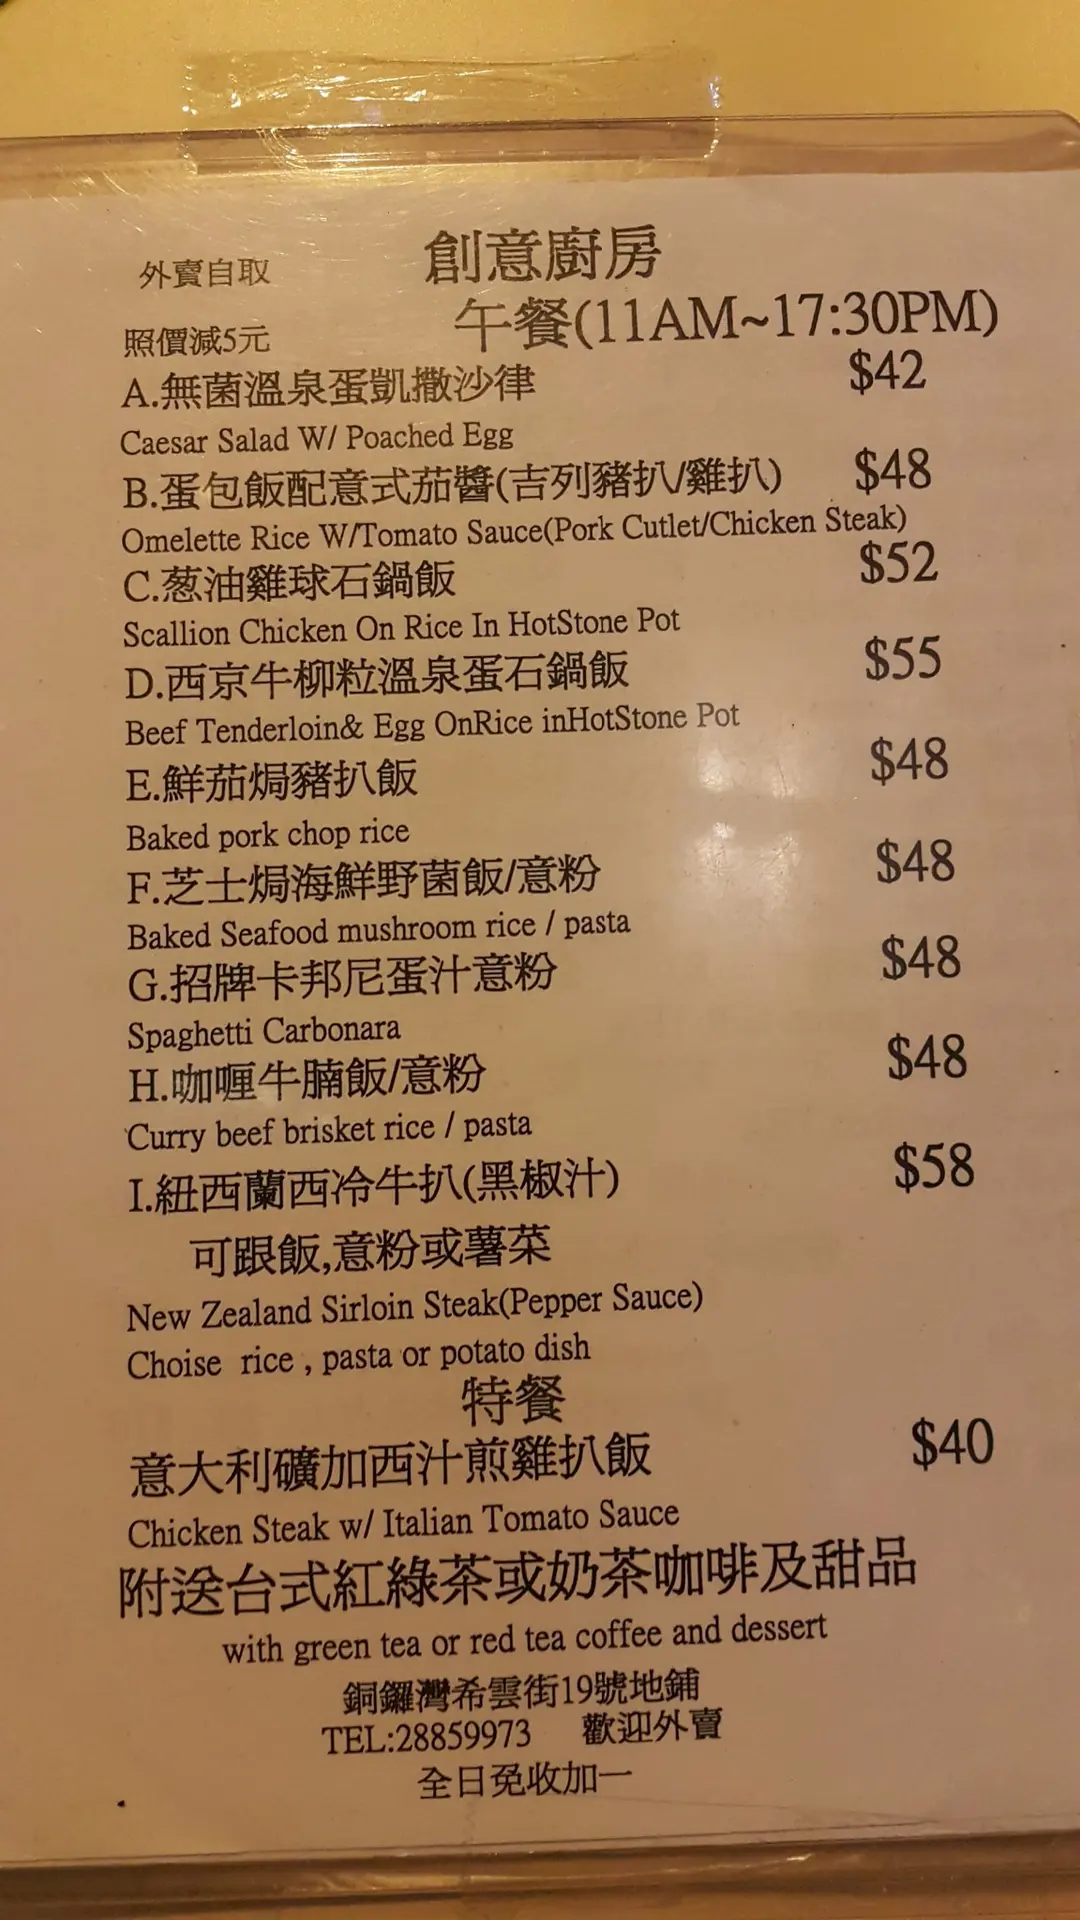 創意廚房
外賣自取
午餐(11AM~17:30PM)
照價減5元
A.無菌溫泉蛋凱撒沙律 $42
Caesar Salad W/ Poached Egg
B.蛋包飯配意式茄醬(吉列豬扒/雞扒) $48
Omelette Rice W/Tomato Sauce(Pork Cutlet/Chicken Steak)
C.葱油雞球石鍋飯 $52
Scallion Chicken On Rice In HotStone Pot
D.西京牛柳粒溫泉蛋石鍋飯 $55
Beef Tenderloin& Egg OnRice inHotStone Pot
E.鮮茄焗豬扒飯 $48
Baked pork chop rice
F.芝士焗海鮮野菌飯/意粉 $48
Baked Seafood mushroom rice / pasta
G.招牌卡邦尼蛋汁意粉 $48
Spaghetti Carbonara
H.咖喱牛腩飯/意粉 $48
Curry beef brisket rice / pasta
I.紐西蘭西冷牛扒(黑椒汁) $58
可跟飯,意粉或薯菜
New Zealand Sirloin Steak(Pepper Sauce)
Choise rice , pasta or potato dish
特餐
意大利礦加西汁煎雞扒飯 $40
Chicken Steak w/ Italian Tomato Sauce
附送台式紅綠茶或奶茶咖啡及甜品
with green tea or red tea coffee and dessert
銅鑼灣希雲街19號地鋪
TEL:28859973 歡迎外賣
全日免收加一